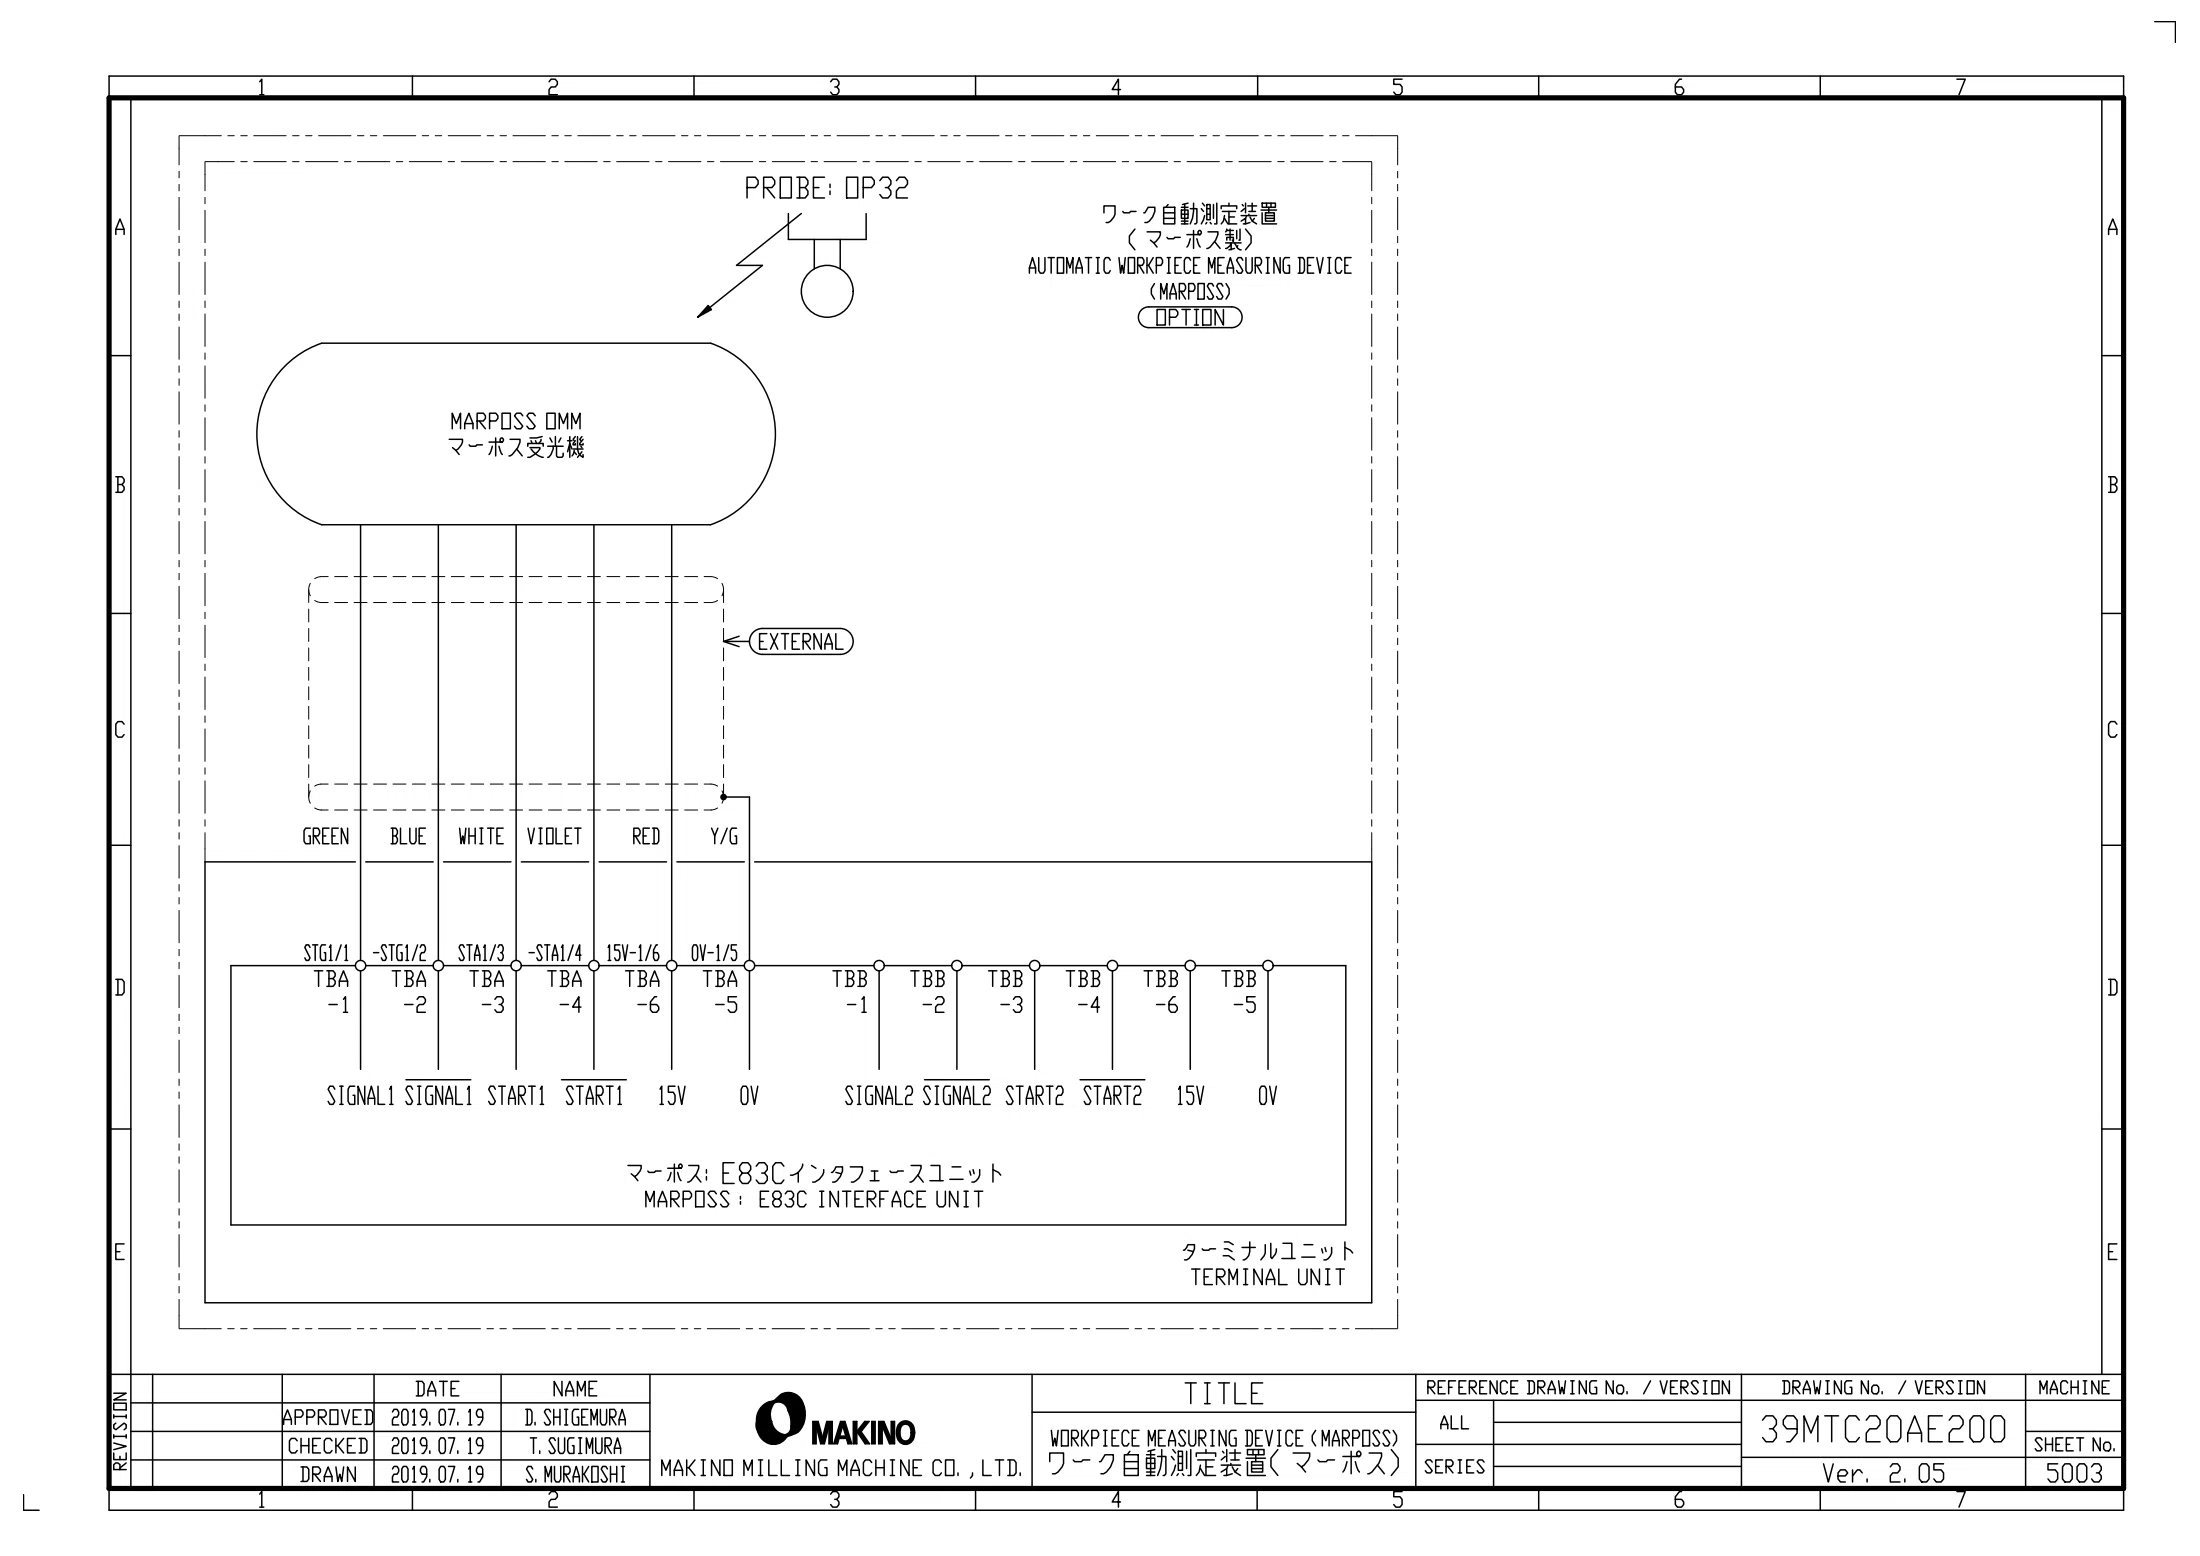 1 2 3 4 5 6 7
PROBE: OP32
ワーク自動測定装置
(マーポス製)
AUTOMATIC WORKPIECE MEASURING DEVICE
(MARPOSS)
OPTION
A A
MARPOSS OMM
マーポス受光機
B B
EXTERNAL
C C
GREEN BLUE WHITE VIOLET RED Y/G
STG1/1 -STG1/2 STA1/3 -STA1/4 15V-1/6 0V-1/5
TBA TBA TBA TBA TBA TBA TBB TBB TBB TBB TBB TBB
-1 -2 -3 -4 -6 -5 -1 -2 -3 -4 -6 -5
D D
SIGNAL1 SIGNAL1 START1 START1 15V 0V SIGNAL2 SIGNAL2 START2 START2 15V 0V
マーポス: E83Cインタフェースユニット
MARPOSS : E83C INTERFACE UNIT
ターミナルユニット
TERMINAL UNIT
E E
REVISION
DATE NAME
APPROVED 2019.07.19 D. SHIGEMURA
CHECKED 2019.07.19 T. SUGIMURA
DRAWN 2019.07.19 S. MURAKOSHI
MAKINO
MAKINO MILLING MACHINE CO.,LTD.
TITLE
WORKPIECE MEASURING DEVICE (MARPOSS)
ワーク自動測定装置(マーポス)
REFERENCE DRAWING No. / VERSION
ALL
SERIES
DRAWING No. / VERSION
39MTC20AE200
Ver. 2.05
MACHINE
SHEET No.
5003
1 2 3 4 5 6 7